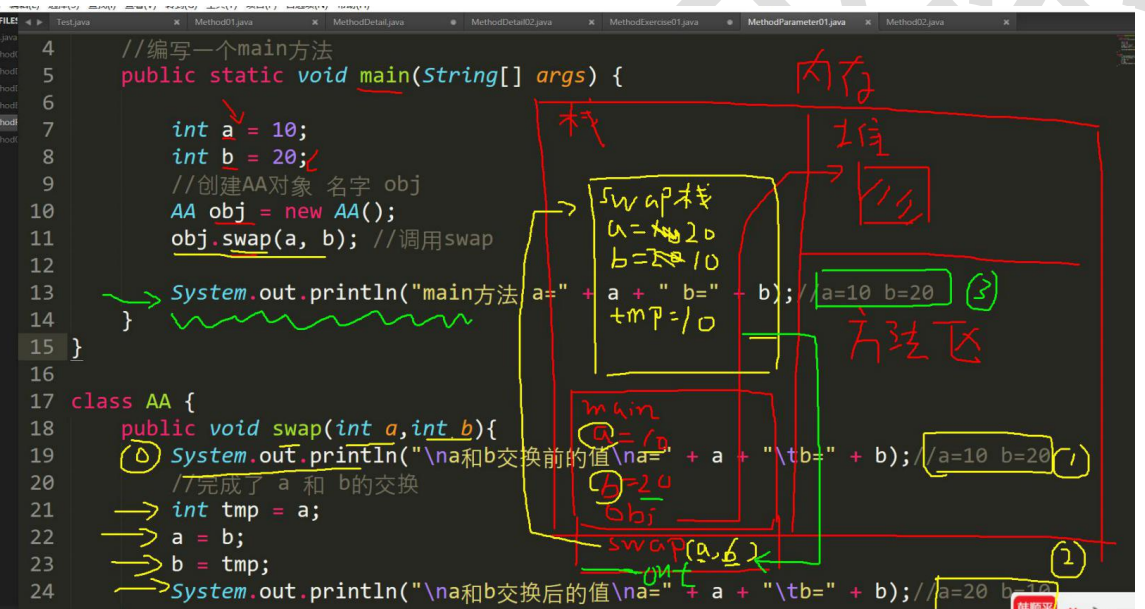 Test.java Method01.java MethodDetail.java MethodDetail02.java MethodExercise01.java MethodParameter01.java Method02.java
4 //编写一个main方法
5 public static void main(String[] args) {
6
7 int a = 10;
8 int b = 20;
9 //创建AA对象 名字 obj
10 AA obj = new AA();
11 obj.swap(a, b); //调用swap
12
13 System.out.println("main方法 a=" + a + " b=" + b);//a=10 b=20
14 }
15 }
16
17 class AA {
18 public void swap(int a,int b){
19 System.out.println("\na和b交换前的值\na=" + a + "\tb=" + b);//a=10 b=20
20 //完成了 a 和 b的交换
21 int tmp = a;
22 a = b;
23 b = tmp;
24 System.out.println("\na和b交换后的值\na=" + a + "\tb=" + b);//a=20 b=10
内存
栈
堆
swap栈
a=10 20
b=20 10
tmp=10
方法区
main
a=10
b=20
obj
swap(a,b)
out
0
1
2
3
韩顺平